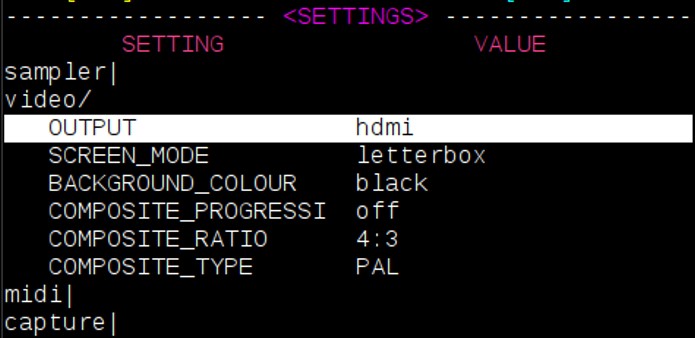 ------------------ <SETTINGS> -----------------
SETTING VALUE
sampler|
video/
OUTPUT hdmi
SCREEN_MODE letterbox
BACKGROUND_COLOUR black
COMPOSITE_PROGRESSI off
COMPOSITE_RATIO 4:3
COMPOSITE_TYPE PAL
midi|
capture|